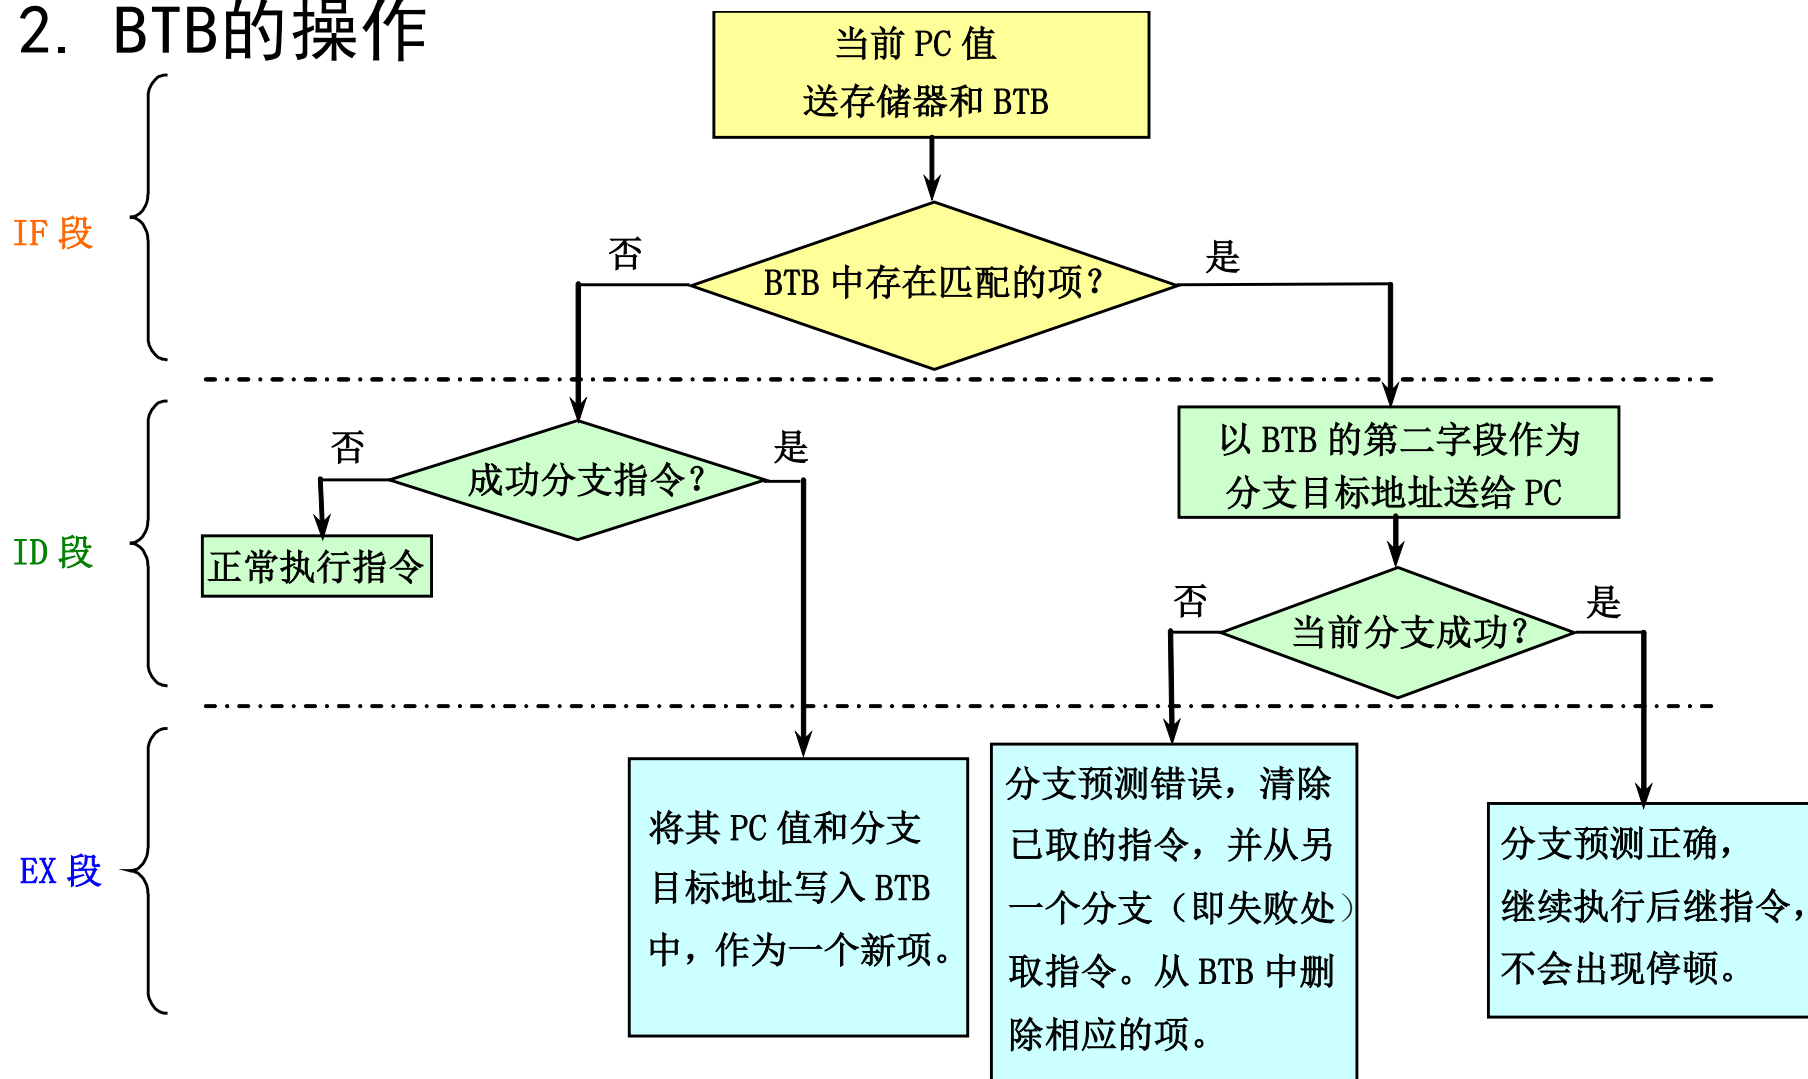 2. BTB的操作
当前 PC 值
送存储器和 BTB
IF 段
否
是
BTB 中存在匹配的项?
否
是
成功分支指令?
以 BTB 的第二字段作为
分支目标地址送给 PC
ID 段
正常执行指令
否
是
当前分支成功?
EX 段
将其 PC 值和分支
目标地址写入 BTB
中，作为一个新项。
分支预测错误，清除
已取的指令，并从另
一个分支（即失败处）
取指令。从 BTB 中删
除相应的项。
分支预测正确，
继续执行后继指令，
不会出现停顿。